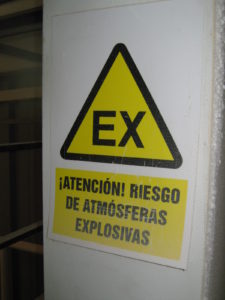 EX
¡ATENCIÓN! RIESGO
DE ATMÓSFERAS
EXPLOSIVAS